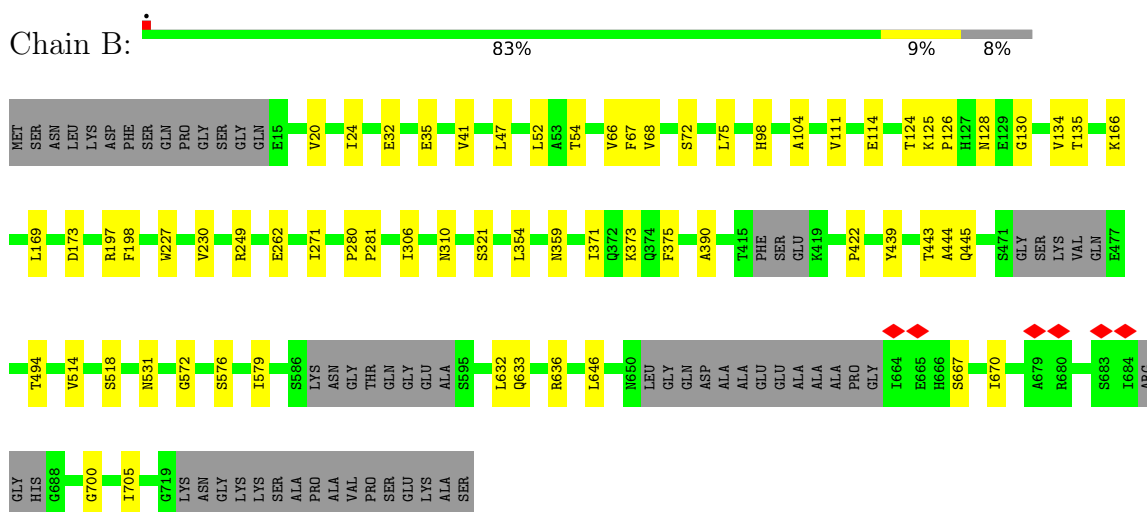 Chain B:
83% 9% 8%
MET SER ASN LEU LYS ASP PHE SER GLN PRO GLY SER GLY GLN E15 V20 I24 E32 E35 V41 L47 L52 A53 T54 V66 F67 V68 S72 L75 H98 A104 V111 E114 T124 K125 P126 H127 N128 E129 G130 V134 T135 K166
L169 D173 R197 F198 W227 V230 R249 E262 I271 P280 P281 I306 N310 S321 L354 N359 I371 Q372 K373 Q374 F375 A390 T415 PHE SER GLU K419 P422 Y439 T443 A444 Q445 S471 GLY SER LYS VAL GLN E477
T494 V514 S518 N531 G572 S576 I579 S586 LYS ASN GLY THR GLN GLY GLU ALA S595 L632 Q633 R636 L646 N650 LEU GLY GLN ASP ALA ALA GLU GLU ALA ALA ALA PRO GLY I664 E665 H666 S667 I670 A679 R680 S683 I684 ARG
GLY HIS G688 G700 I705 G719 LYS ASN GLY LYS LYS SER ALA PRO ALA VAL PRO SER GLU LYS ALA SER